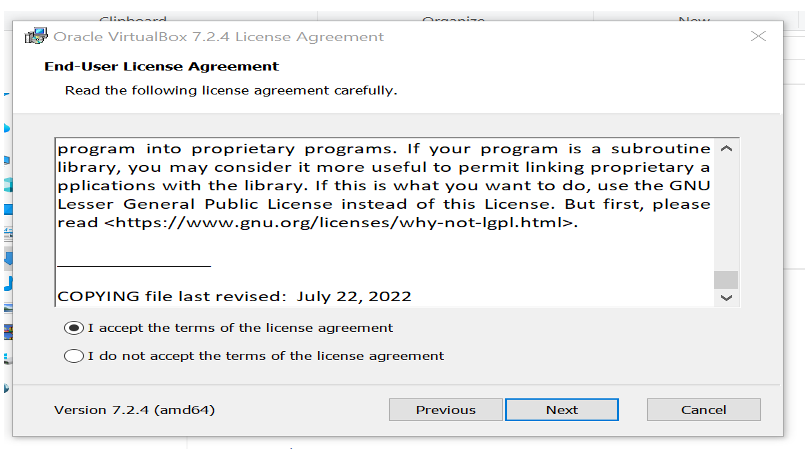 Clipboard Organize New
Oracle VirtualBox 7.2.4 License Agreement
End-User License Agreement
Read the following license agreement carefully.
program into proprietary programs. If your program is a subroutine
library, you may consider it more useful to permit linking proprietary a
pplications with the library. If this is what you want to do, use the GNU
Lesser General Public License instead of this License. But first, please
read <https://www.gnu.org/licenses/why-not-lgpl.html>.
COPYING file last revised: July 22, 2022
I accept the terms of the license agreement
I do not accept the terms of the license agreement
Version 7.2.4 (amd64) Previous Next Cancel